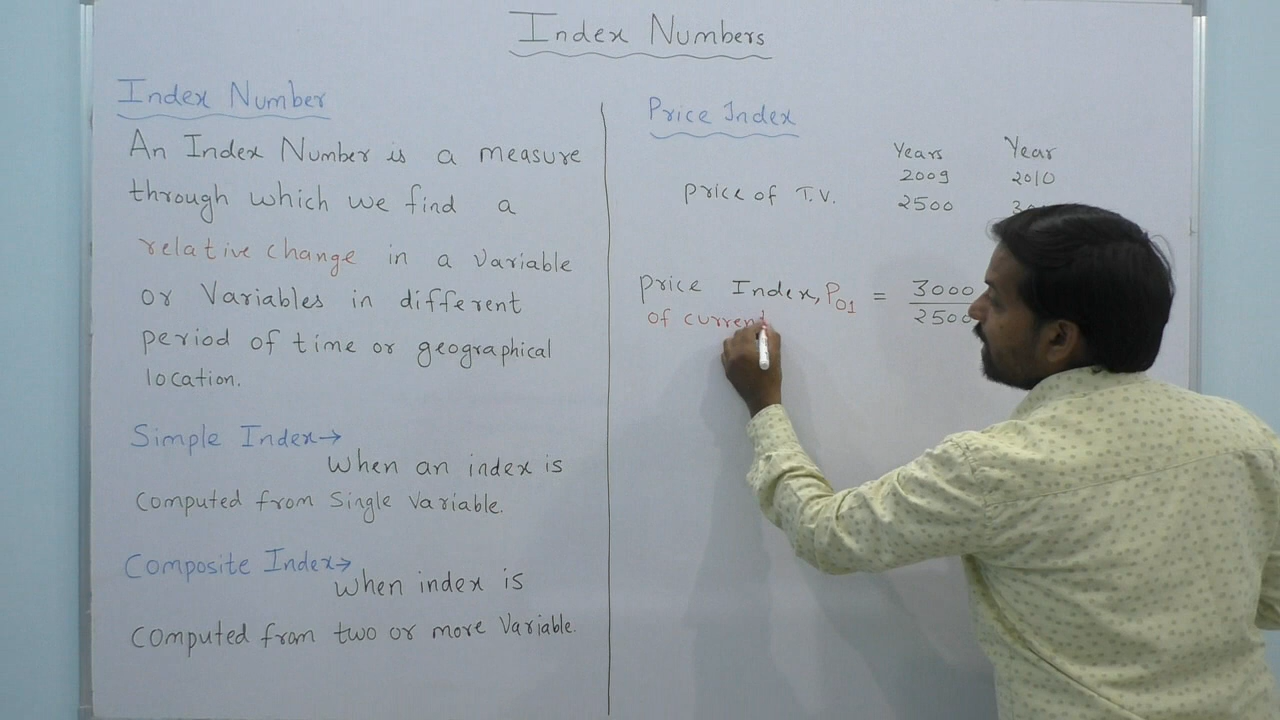 Index Numbers
Index Number
An Index Number is a measure
through which we find a
relative change in a variable
or Variables in different
period of time or geographical
location.
Simple Index→
When an index is
Computed from Single Variable.
Composite Index→
When index is
Computed from two or more Variable.
Price Index
Years Year
2009 2010
price of T.V. 2500
price Index, P01 = 3000
2500
of current